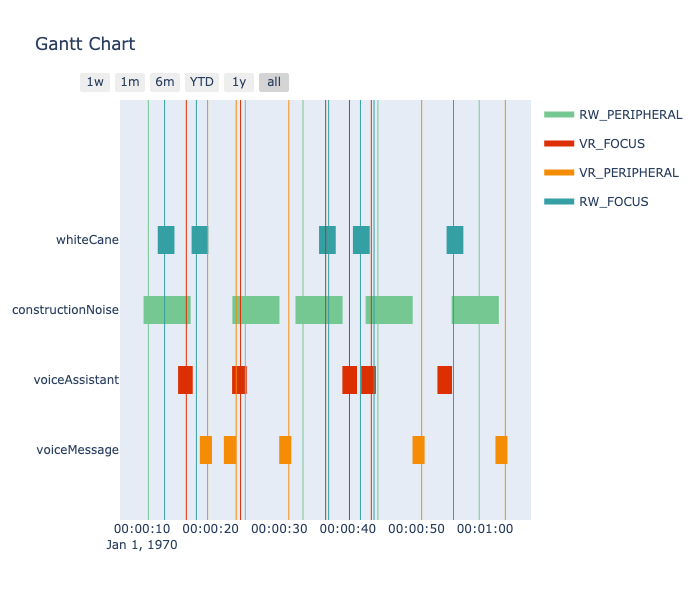 Gantt Chart
1w 1m 6m YTD 1y all
RW_PERIPHERAL
VR_FOCUS
VR_PERIPHERAL
RW_FOCUS
whiteCane
constructionNoise
voiceAssistant
voiceMessage
00:00:10 00:00:20 00:00:30 00:00:40 00:00:50 00:01:00
Jan 1, 1970